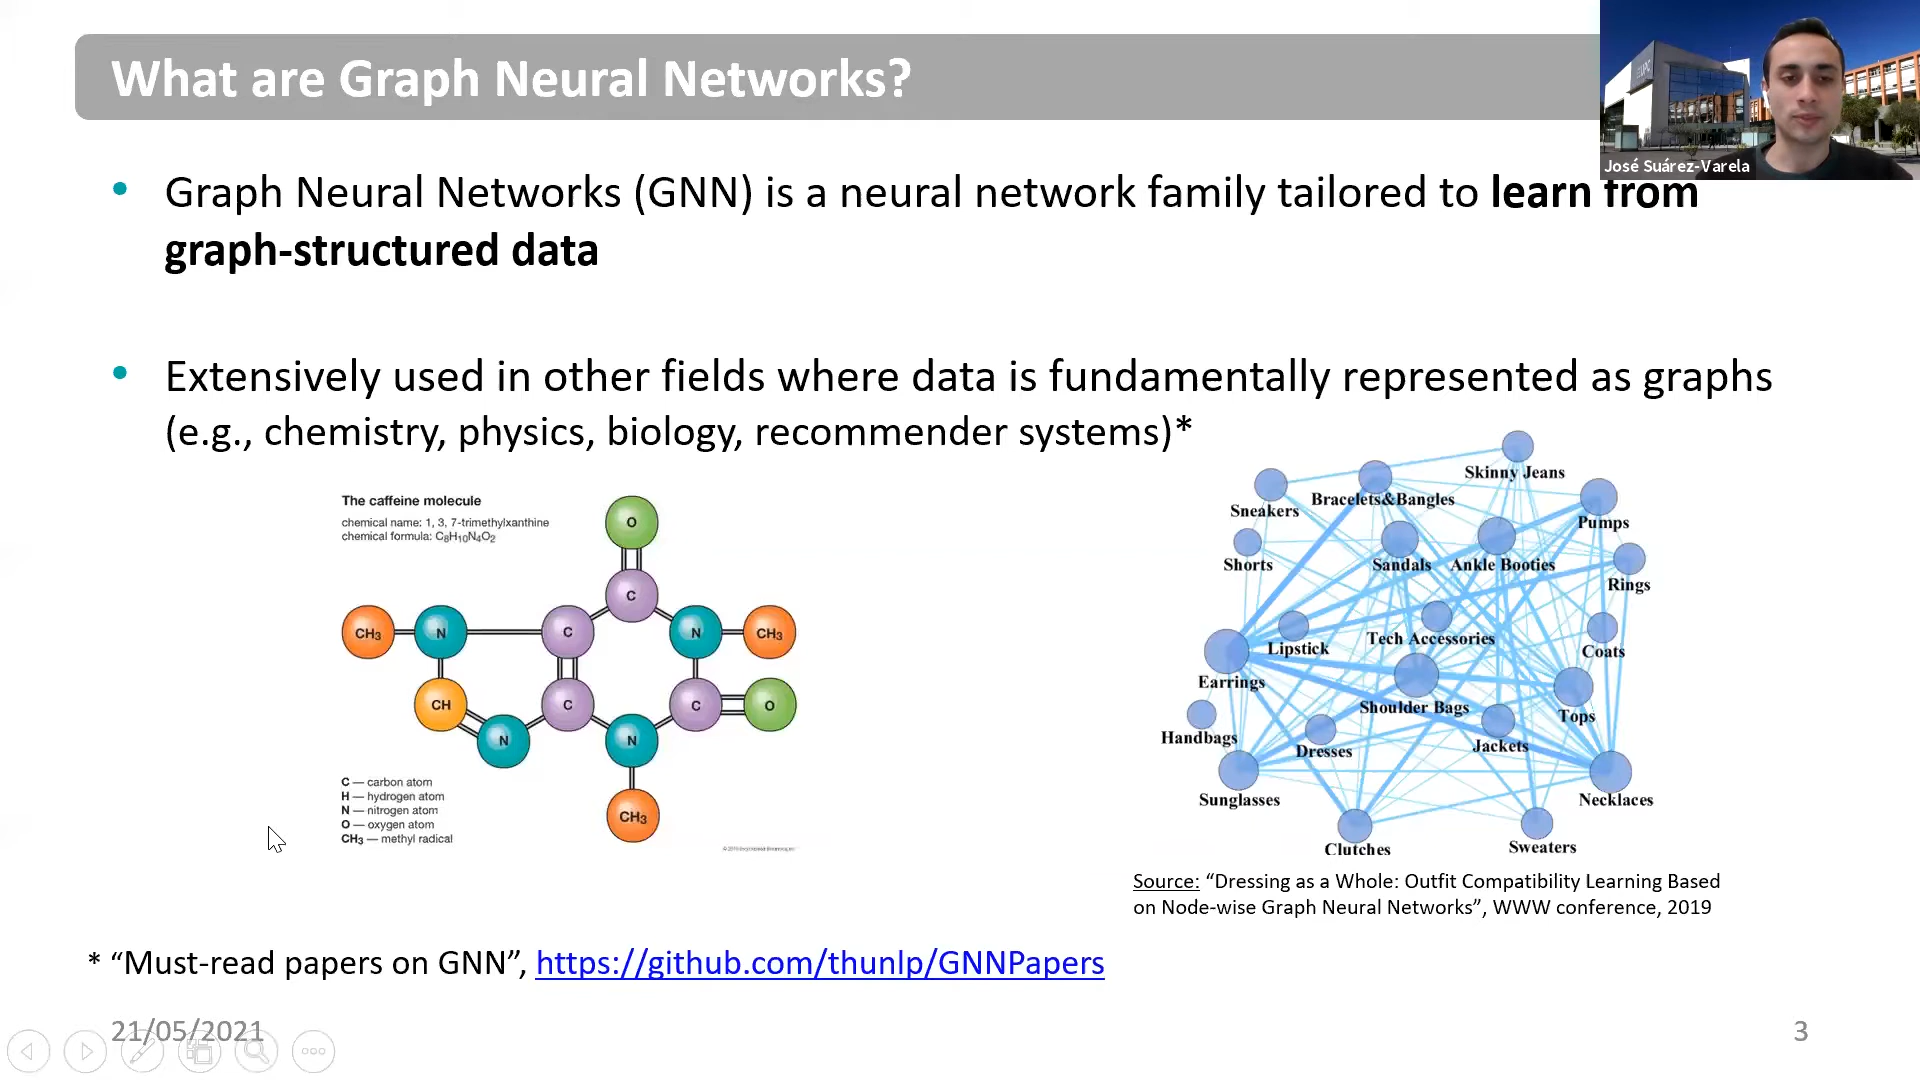 What are Graph Neural Networks?
José Suárez-Varela
• Graph Neural Networks (GNN) is a neural network family tailored to learn from
graph-structured data
• Extensively used in other fields where data is fundamentally represented as graphs
(e.g., chemistry, physics, biology, recommender systems)*
The caffeine molecule
chemical name: 1, 3, 7-trimethylxanthine
chemical formula: C₈H₁₀N₄O₂
O
C
CH₃
N
C
N
CH₃
CH
N
C
N
C
O
CH₃
C — carbon atom
H — hydrogen atom
N — nitrogen atom
O — oxygen atom
CH₃ — methyl radical
Skinny Jeans
Bracelets&Bangles
Sneakers
Pumps
Shorts
Sandals
Ankle Booties
Rings
Tech Accessories
Lipstick
Coats
Earrings
Shoulder Bags
Tops
Handbags
Dresses
Jackets
Sunglasses
Necklaces
Clutches
Sweaters
Source: “Dressing as a Whole: Outfit Compatibility Learning Based
on Node-wise Graph Neural Networks”, WWW conference, 2019
* “Must-read papers on GNN”, https://github.com/thunlp/GNNPapers
21/05/2021
3